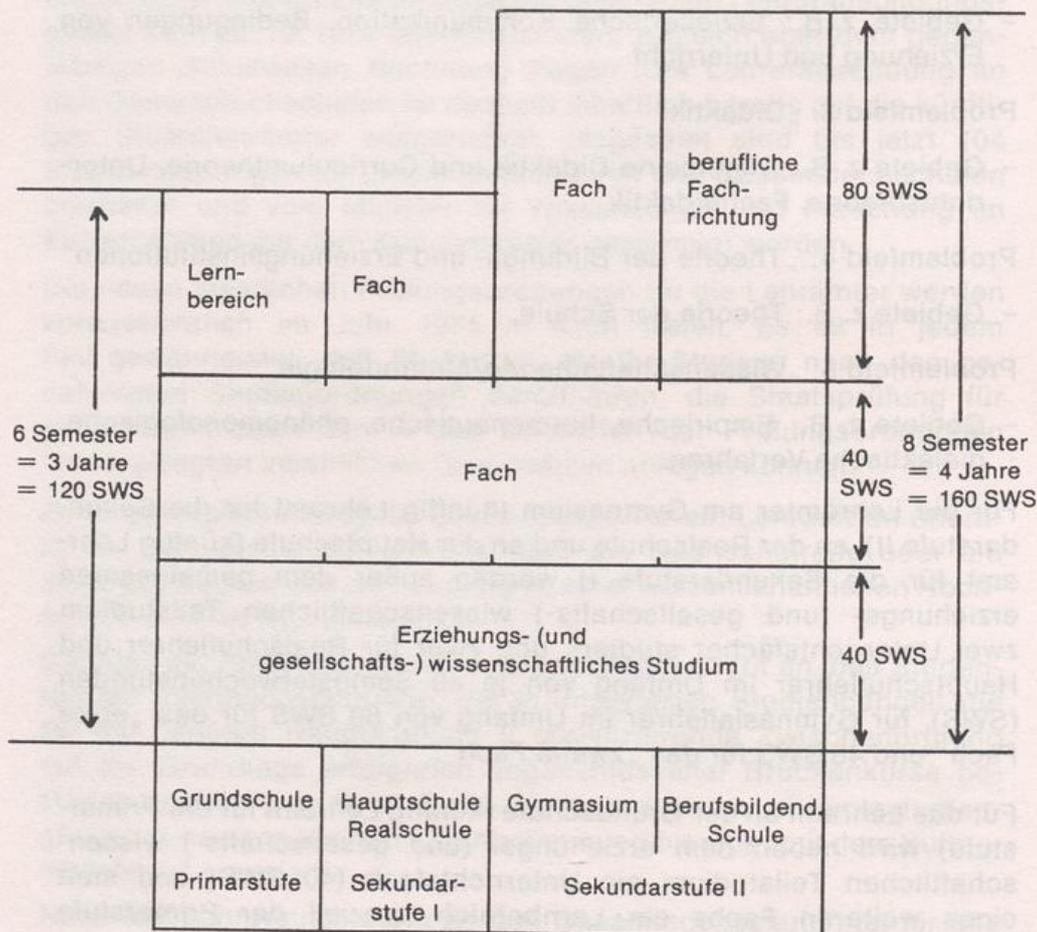 berufliche
Fach
Fach-
richtung
80 SWS
Lern-
bereich
Fach
6 Semester
= 3 Jahre
= 120 SWS
Fach
40
SWS
8 Semester
= 4 Jahre
= 160 SWS
Erziehungs- (und
gesellschafts-) wissenschaftliches Studium
40 SWS
Grundschule
Hauptschule
Realschule
Gymnasium
Berufsbildend.
Schule
Primarstufe
Sekundar-
stufe I
Sekundarstufe II